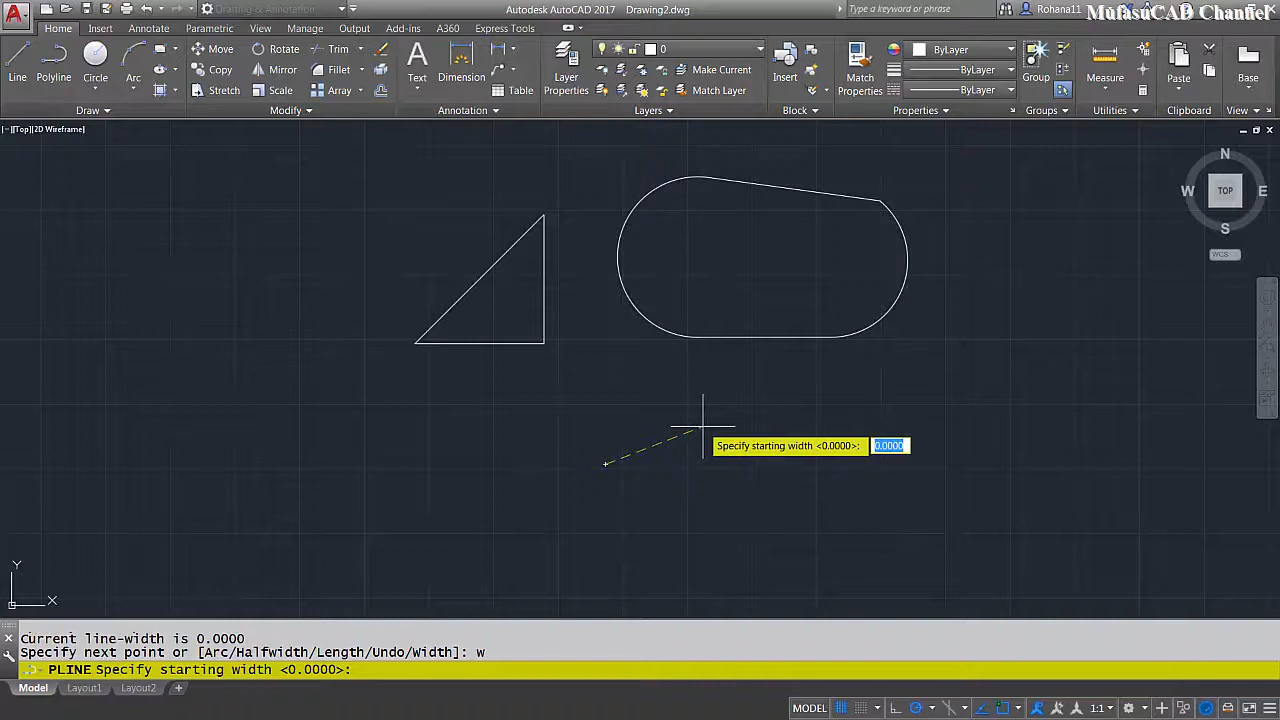 Drafting & Annotation
Autodesk AutoCAD 2017 Drawing2.dwg
Type a keyword or phrase
Rohana11
MufasuCAD Channel
Home Insert Annotate Parametric View Manage Output Add-ins A360 Express Tools
Line Polyline Circle Arc
Move Rotate Trim
Copy Mirror Fillet
Stretch Scale Array
Text Dimension Table
Layer Properties
0
Make Current
Match Layer
Insert
Match Properties
ByLayer
ByLayer
ByLayer
Group Measure Paste Base
Draw Modify Annotation Layers Block Properties Groups Utilities Clipboard View
[-][Top][2D Wireframe]
N
W TOP E
S
WCS
Specify starting width <0.0000>: 0.0000
Y
X
Current line-width is 0.0000
Specify next point or [Arc/Halfwidth/Length/Undo/Width]: w
PLINE Specify starting width <0.0000>:
Model Layout1 Layout2 +
MODEL 1:1